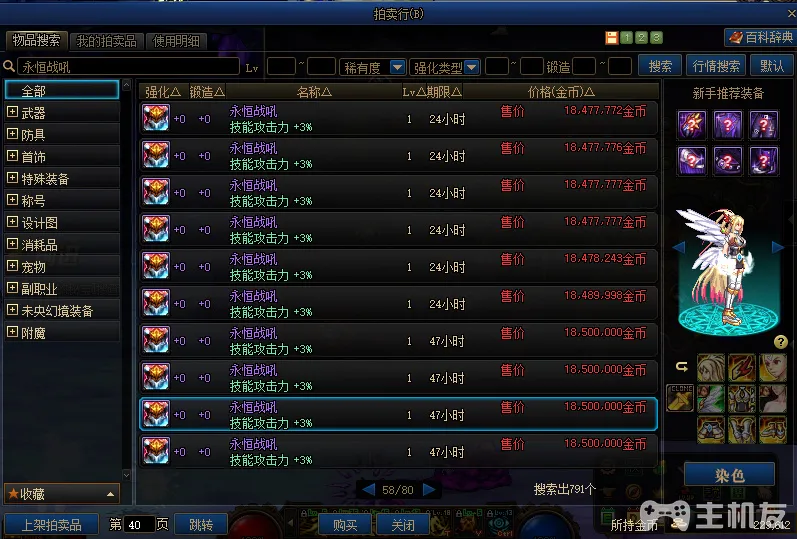 拍卖行(B)
物品搜索 我的拍卖品 使用明细 1 2 3 百科辞典
永恒战吼 Lv ~ 稀有度 强化类型 ~ 锻造 ~ 搜索 行情搜索 默认
全部
武器
防具
首饰
特殊装备
称号
设计图
消耗品
宠物
副职业
未央幻境装备
附魔
★收藏
强化△ 锻造△ 名称△ Lv△ 期限△ 价格(金币)△
+0 +0 永恒战吼 1 24小时 售价 18,477,772金币
技能攻击力 +3%
+0 +0 永恒战吼 1 24小时 售价 18,477,776金币
技能攻击力 +3%
+0 +0 永恒战吼 1 24小时 售价 18,477,777金币
技能攻击力 +3%
+0 +0 永恒战吼 1 24小时 售价 18,477,777金币
技能攻击力 +3%
+0 +0 永恒战吼 1 24小时 售价 18,478,243金币
技能攻击力 +3%
+0 +0 永恒战吼 1 24小时 售价 18,489,998金币
技能攻击力 +3%
+0 +0 永恒战吼 1 47小时 售价 18,500,000金币
技能攻击力 +3%
+0 +0 永恒战吼 1 47小时 售价 18,500,000金币
技能攻击力 +3%
+0 +0 永恒战吼 1 47小时 售价 18,500,000金币
技能攻击力 +3%
+0 +0 永恒战吼 1 47小时 售价 18,500,000金币
技能攻击力 +3%
58/80 搜索出791个
新手推荐装备
?
CLONE
染色
上架拍卖品 第 40 页 跳转 购买 关闭 所持金币
主机友